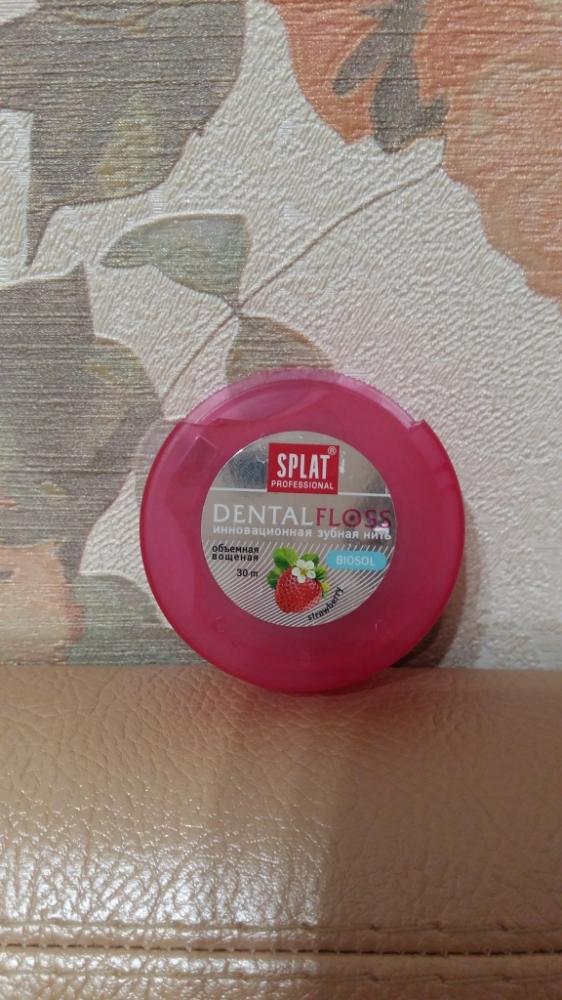 SPLAT®
PROFESSIONAL
DENTALFLOSS
инновационная зубная нить
объемная
вощеная
BIOSOL
30 m
strawberry